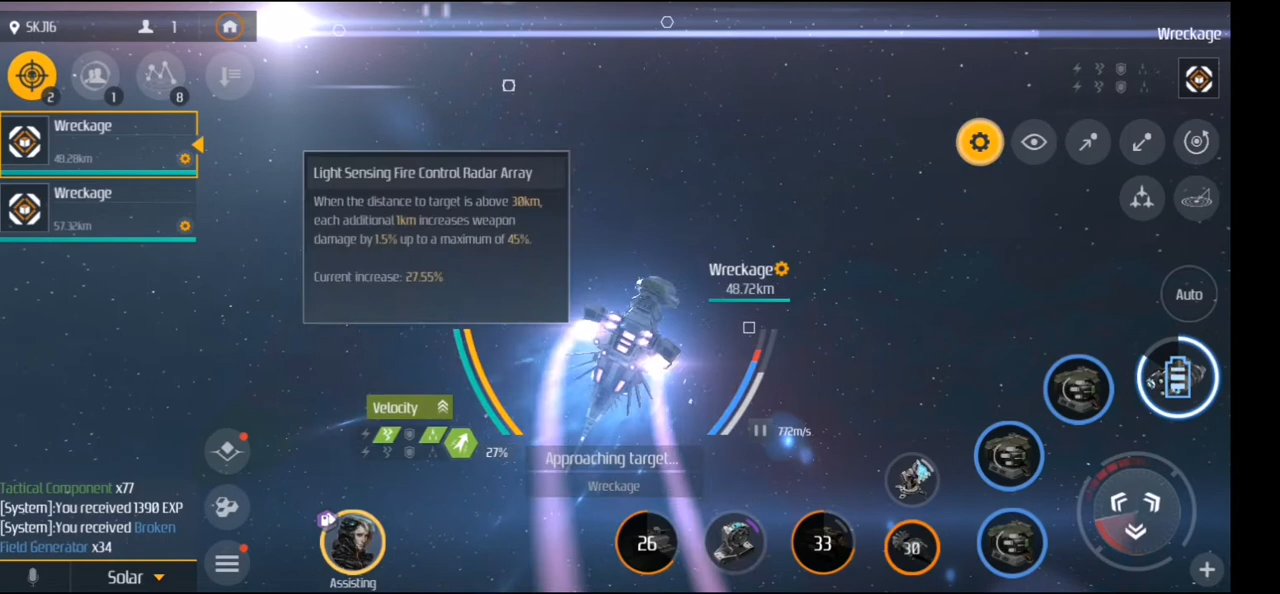 SKJ16
1
Wreckage
2
1
8
Wreckage
48.28km
Wreckage
57.32km
Light Sensing Fire Control Radar Array
When the distance to target is above 30km,
each additional 1km increases weapon
damage by 1.5% up to a maximum of 45%.
Current increase: 27.55%
Wreckage
48.72km
Auto
Velocity
27%
772m/s
Approaching target...
Wreckage
Tactical Component x77
[System]:You received 1390 EXP
[System]:You received Broken
Field Generator x34
26
33
30
Solar
Assisting